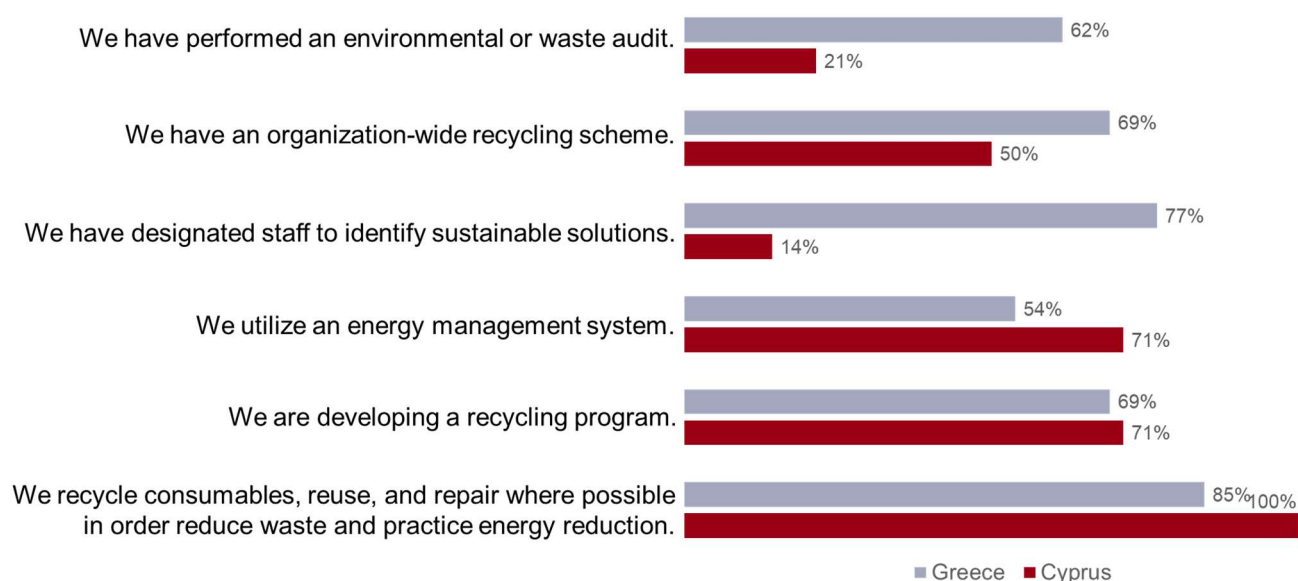 We have performed an environmental or waste audit.
62%
21%
We have an organization-wide recycling scheme.
69%
50%
We have designated staff to identify sustainable solutions.
77%
14%
We utilize an energy management system.
54%
71%
We are developing a recycling program.
69%
71%
We recycle consumables, reuse, and repair where possible
in order reduce waste and practice energy reduction.
85%
100%
Greece Cyprus